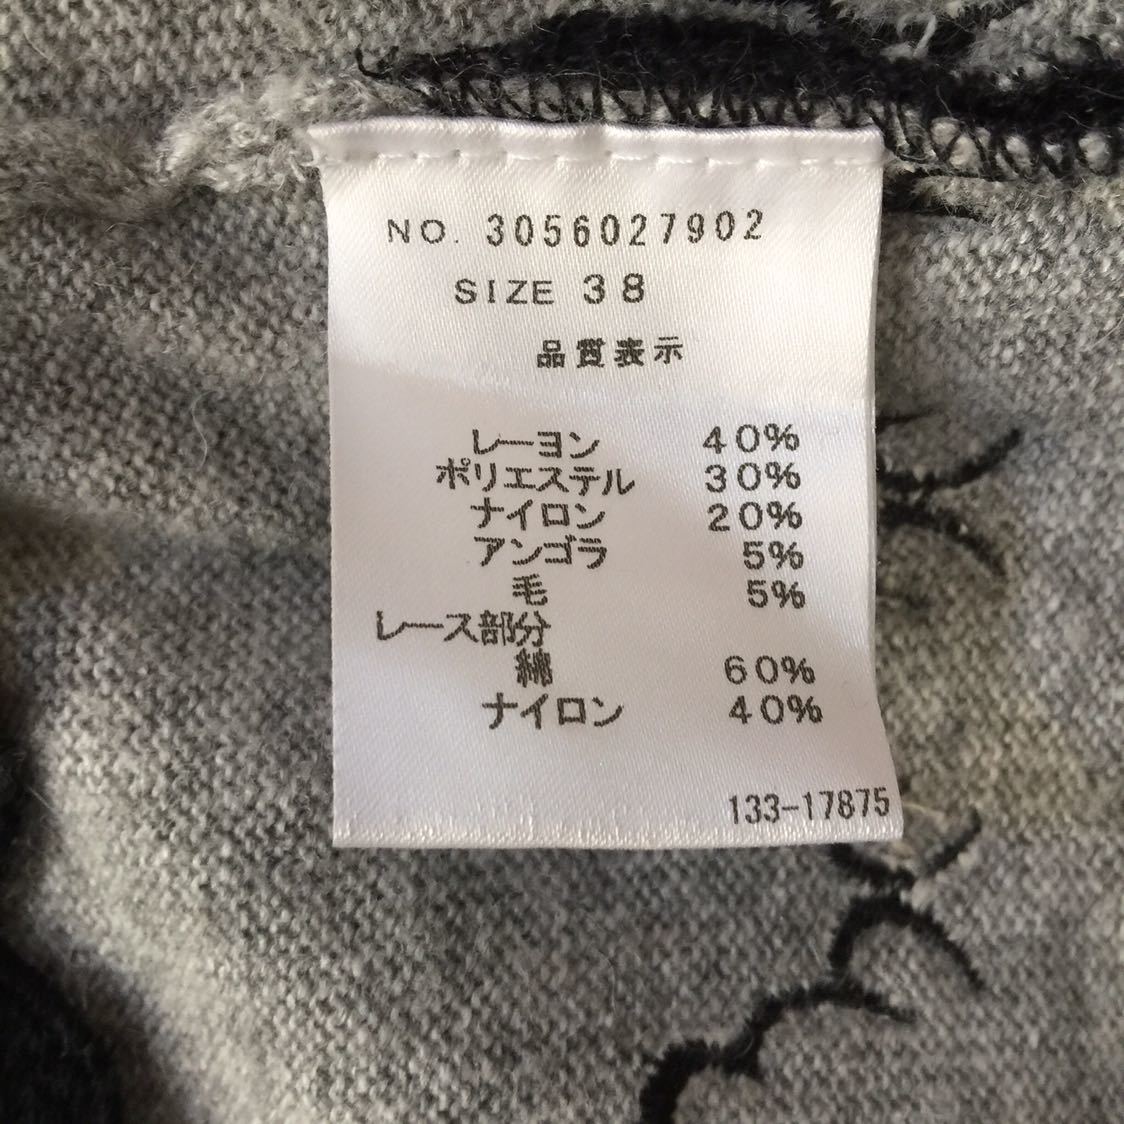 NO. 3056027902
SIZE 38
品質表示
レーヨン 40%
ポリエステル 30%
ナイロン 20%
アンゴラ 5%
毛 5%
レース部分
綿 60%
ナイロン 40%
133-17875